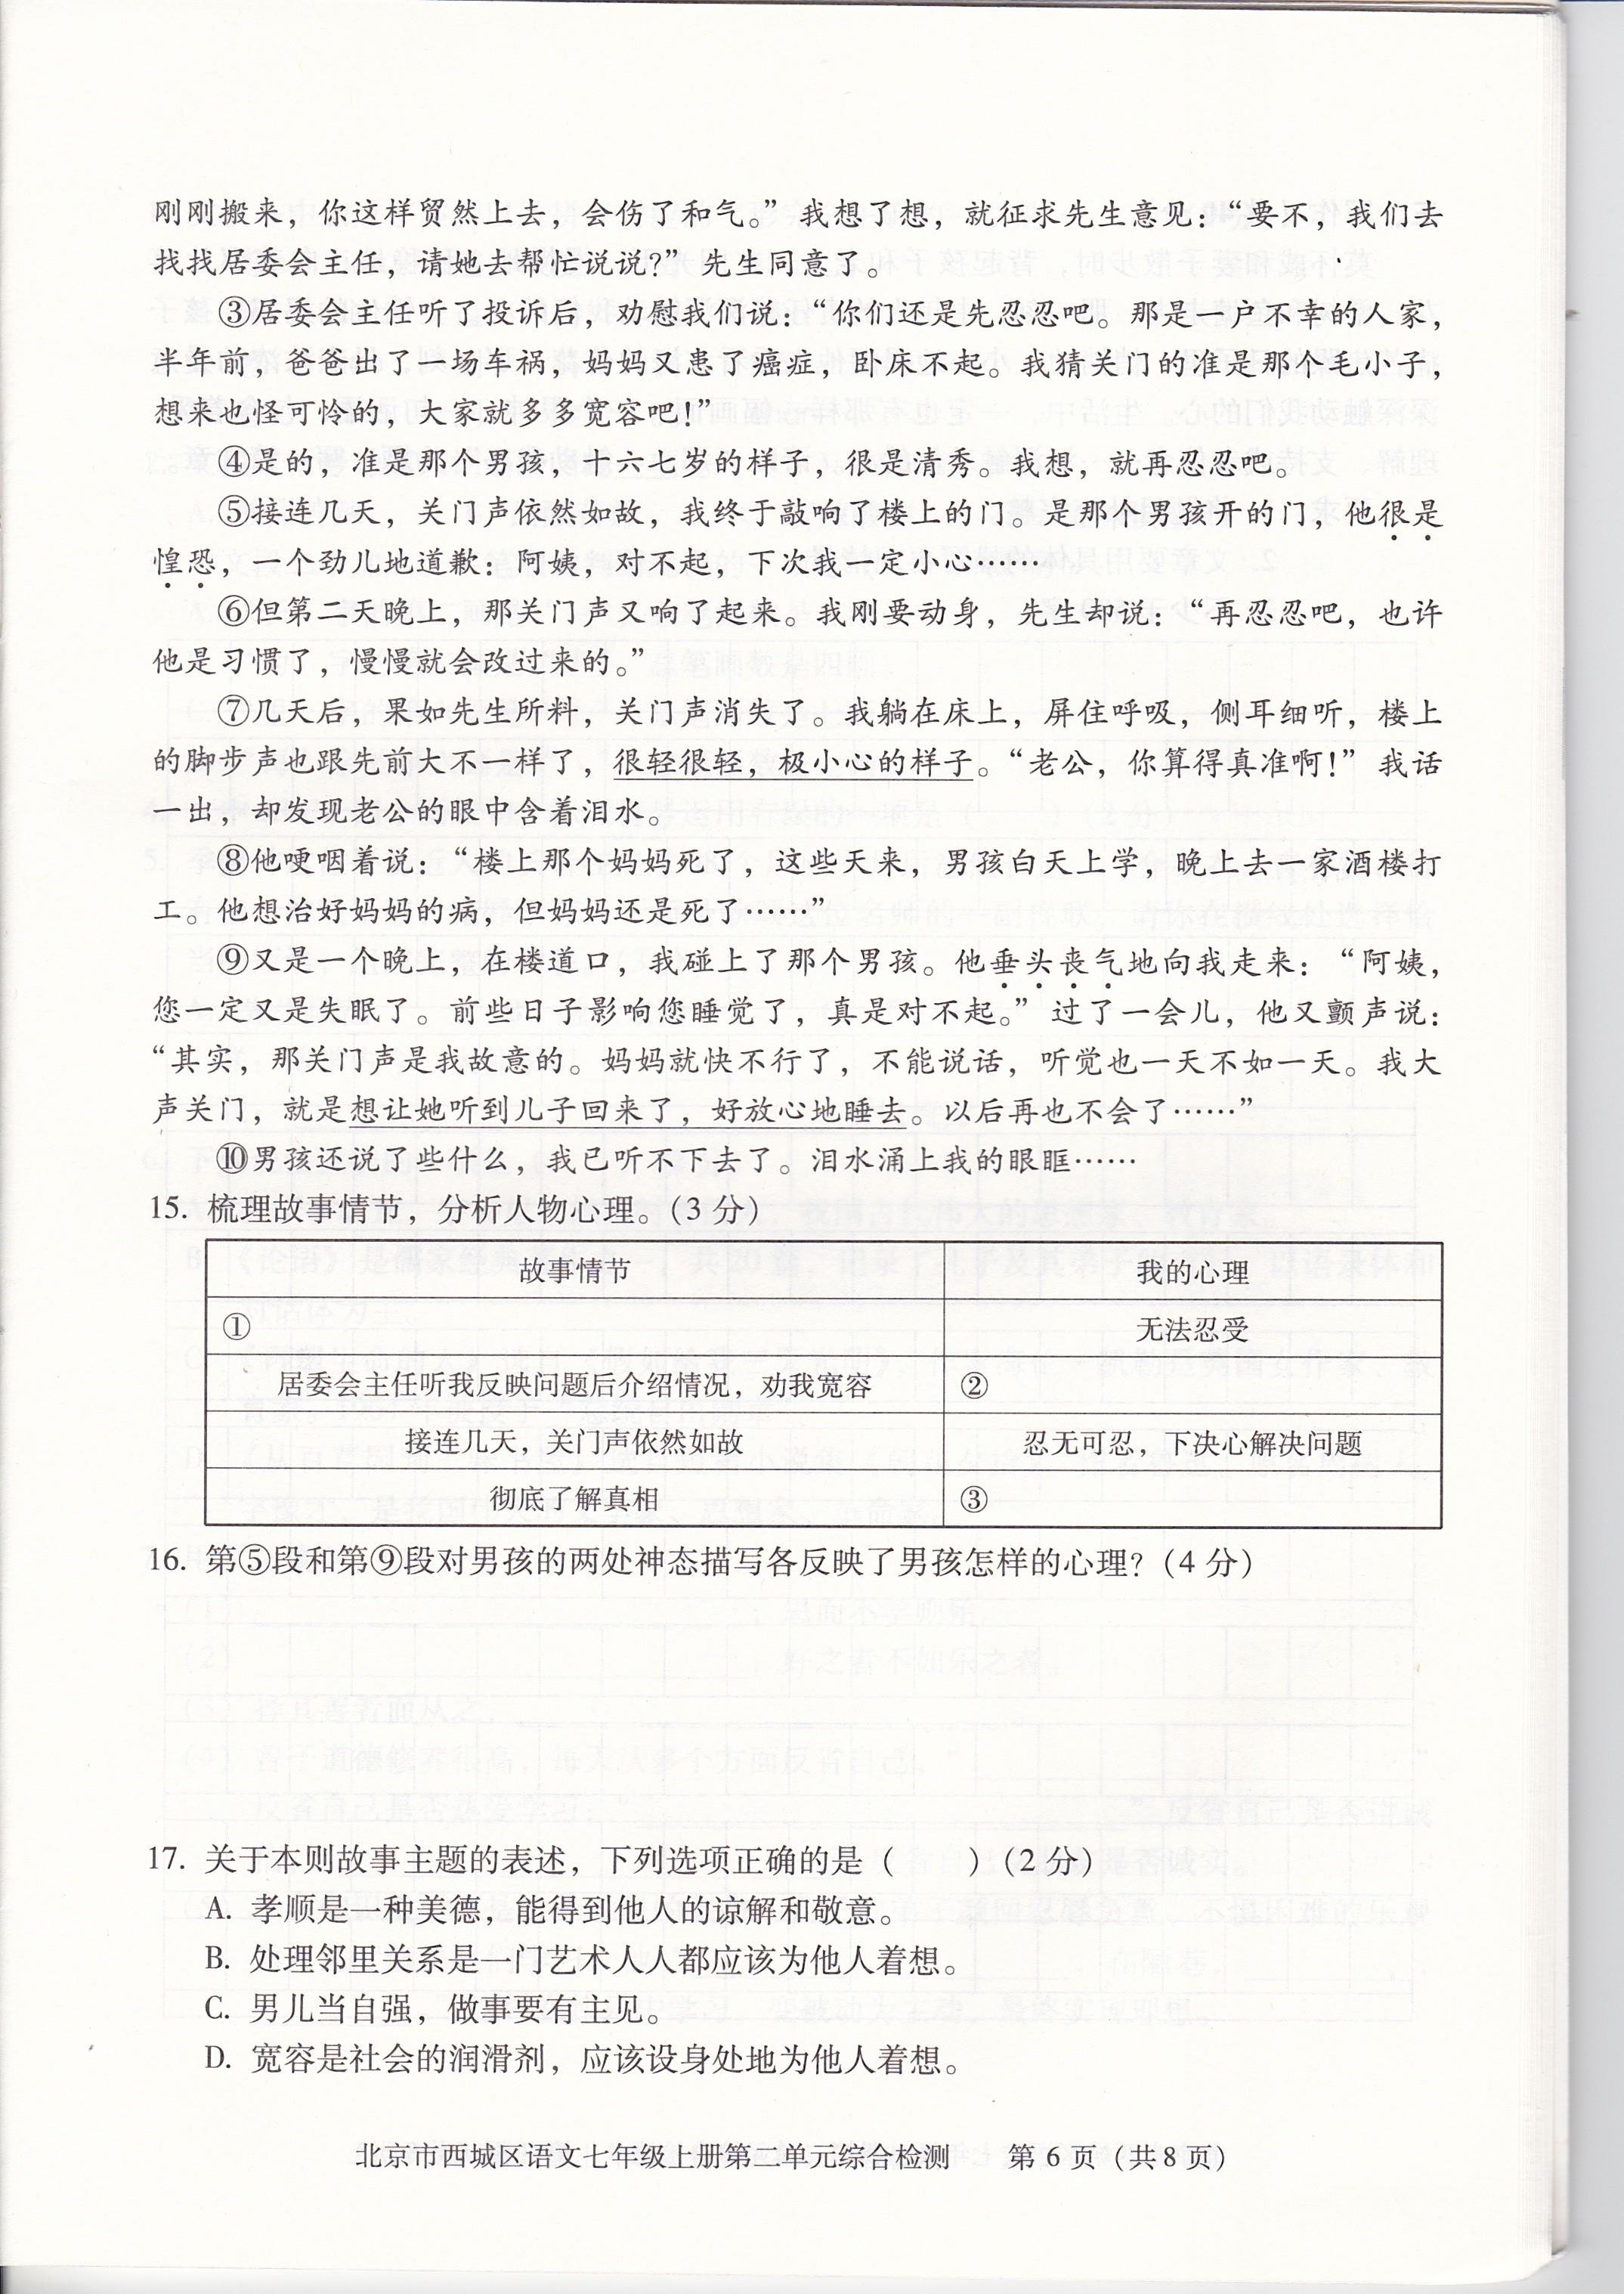 刚刚搬来，你这样贸然上去，会伤了和气。”我想了想，就征求先生意见：“要不，我们去
找找居委会主任，请她去帮忙说说？”先生同意了。
③居委会主任听了投诉后，劝慰我们说：“你们还是先忍忍吧。那是一户不幸的人家，
半年前，爸爸出了一场车祸，妈妈又患了癌症，卧床不起。我猜关门的准是那个毛小子，
想来也怪可怜的，大家就多多宽容吧！”
④是的，准是那个男孩，十六七岁的样子，很是清秀。我想，就再忍忍吧。
⑤接连几天，关门声依然如故，我终于敲响了楼上的门。是那个男孩开的门，他很是
惶恐，一个劲儿地道歉：阿姨，对不起，下次我一定小心……
⑥但第二天晚上，那关门声又响了起来。我刚要动身，先生却说：“再忍忍吧，也许
他是习惯了，慢慢就会改过来的。”
⑦几天后，果如先生所料，关门声消失了。我躺在床上，屏住呼吸，侧耳细听，楼上
的脚步声也跟先前大不一样了，很轻很轻，极小心的样子。“老公，你算得真准啊！”我话
一出，却发现老公的眼中含着泪水。
⑧他哽咽着说：“楼上那个妈妈死了，这些天来，男孩白天上学，晚上去一家酒楼打
工。他想治好妈妈的病，但妈妈还是死了……”
⑨又是一个晚上，在楼道口，我碰上了那个男孩。他垂头丧气地向我走来：“阿姨，
您一定又是失眠了。前些日子影响您睡觉了，真是对不起。”过了一会儿，他又颤声说：
“其实，那关门声是我故意的。妈妈就快不行了，不能说话，听觉也一天不如一天。我大
声关门，就是想让她听到儿子回来了，好放心地睡去。以后再也不会了……”
⑩男孩还说了些什么，我已听不下去了。泪水涌上我的眼眶……
15. 梳理故事情节，分析人物心理。（3 分）
故事情节 我的心理
① 无法忍受
居委会主任听我反映问题后介绍情况，劝我宽容 ②
接连几天，关门声依然如故 忍无可忍，下决心解决问题
彻底了解真相 ③
16. 第⑤段和第⑨段对男孩的两处神态描写各反映了男孩怎样的心理？（4 分）
17. 关于本则故事主题的表述，下列选项正确的是（ ）（2 分）
A. 孝顺是一种美德，能得到他人的谅解和敬意。
B. 处理邻里关系是一门艺术人人都应该为他人着想。
C. 男儿当自强，做事要有主见。
D. 宽容是社会的润滑剂，应该设身处地为他人着想。
北京市西城区语文七年级上册第二单元综合检测 第 6 页（共 8 页）